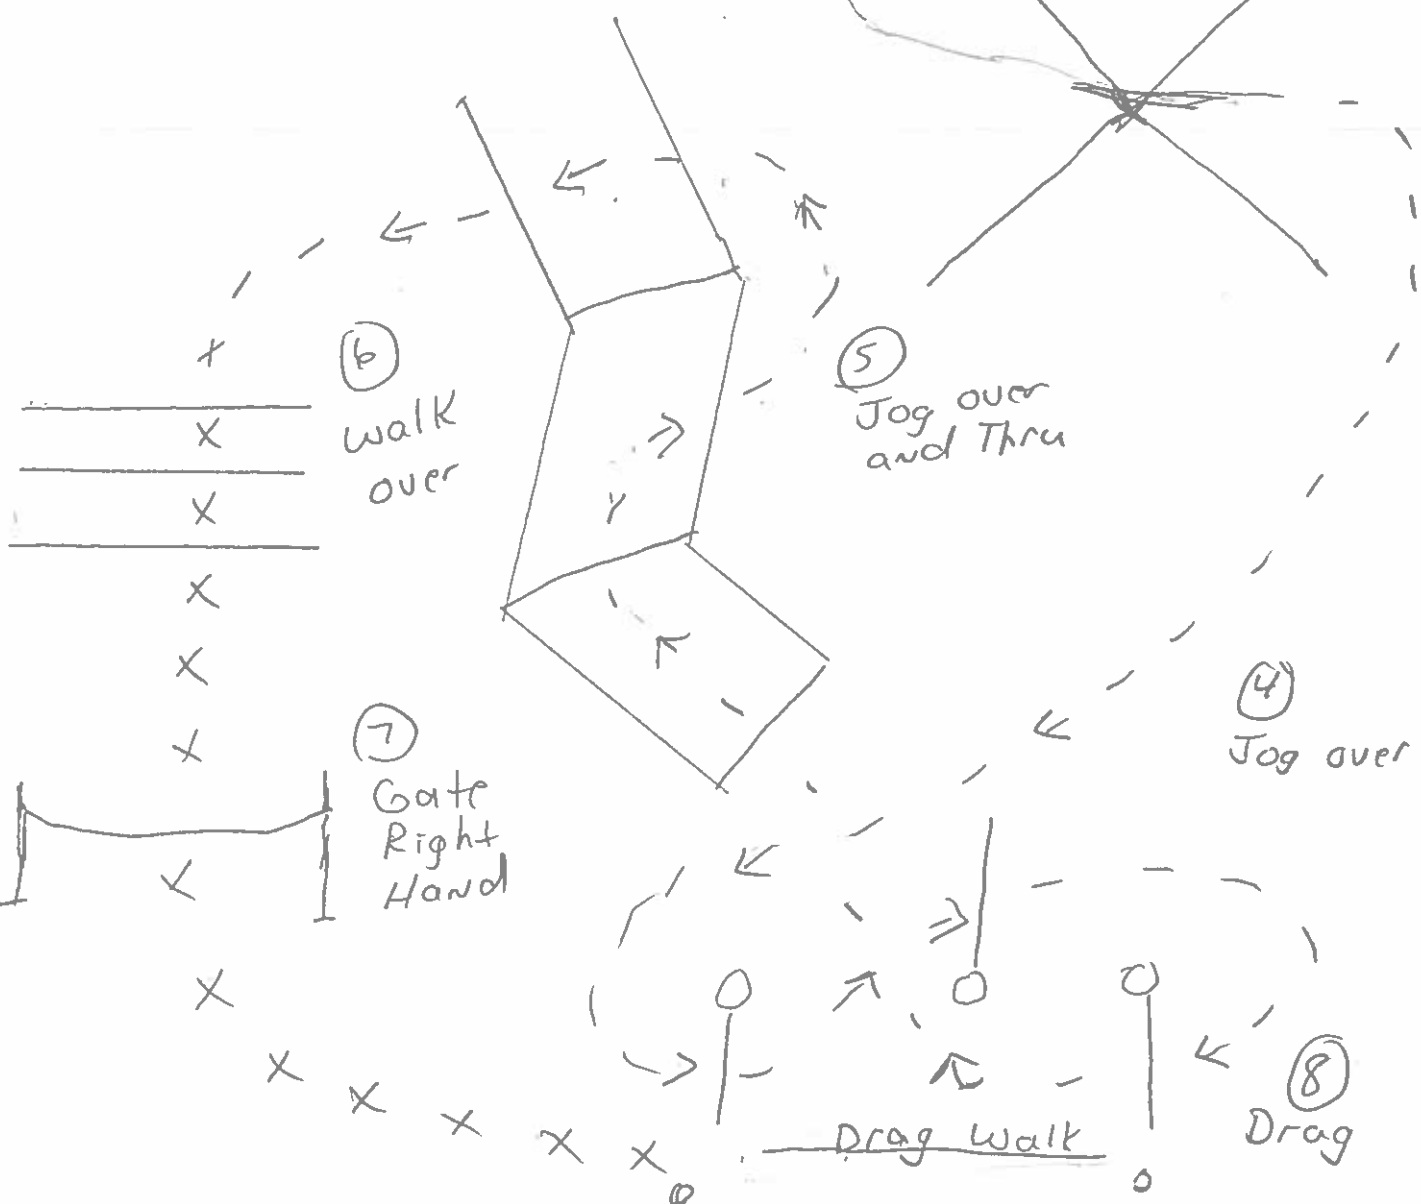 ⑥
walk
over
⑤
Jog over
and Thru
④
Jog over
⑦
Gate
Right
Hand
⑧
Drag
Drag Walk